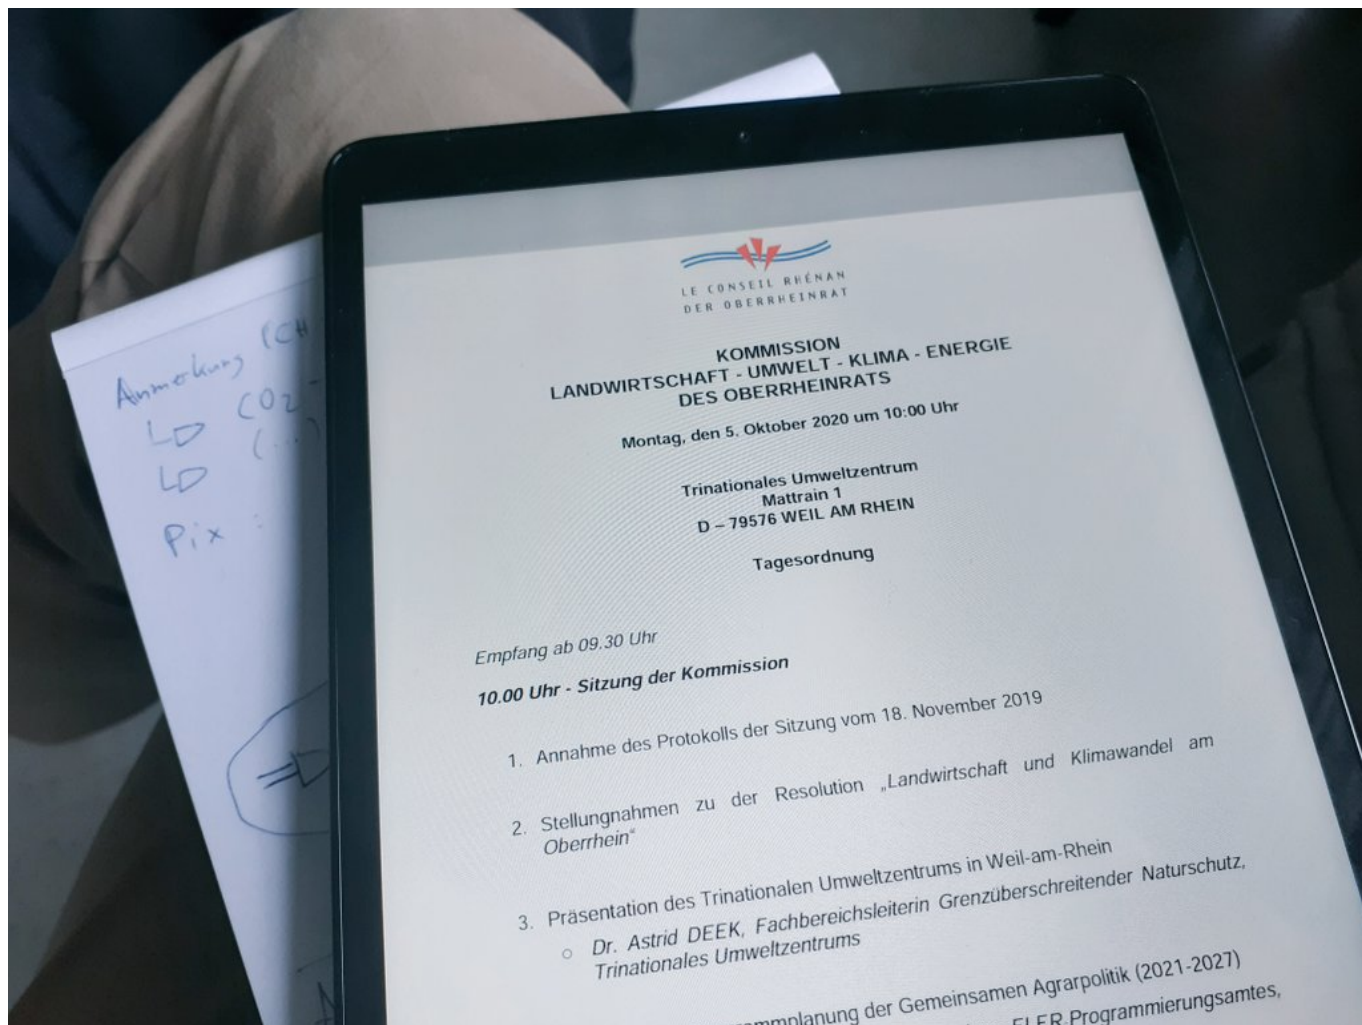 LE CONSEIL RHÉNAN
DER OBERRHEINRAT
KOMMISSION
LANDWIRTSCHAFT - UMWELT - KLIMA - ENERGIE
DES OBERRHEINRATS
Montag, den 5. Oktober 2020 um 10:00 Uhr
Trinationales Umweltzentrum
Mattrain 1
D – 79576 WEIL AM RHEIN
Tagesordnung
Empfang ab 09.30 Uhr
10.00 Uhr - Sitzung der Kommission
1. Annahme des Protokolls der Sitzung vom 18. November 2019
2. Stellungnahmen zu der Resolution „Landwirtschaft und Klimawandel am
Oberrhein“
3. Präsentation des Trinationalen Umweltzentrums in Weil-am-Rhein
○ Dr. Astrid DEEK, Fachbereichsleiterin Grenzüberschreitender Naturschutz,
Trinationales Umweltzentrums
der Gemeinsamen Agrarpolitik (2021-2027)
ELER-Programmierungsamtes,
Anmerkung (CH
CO2
(...)
Pix :